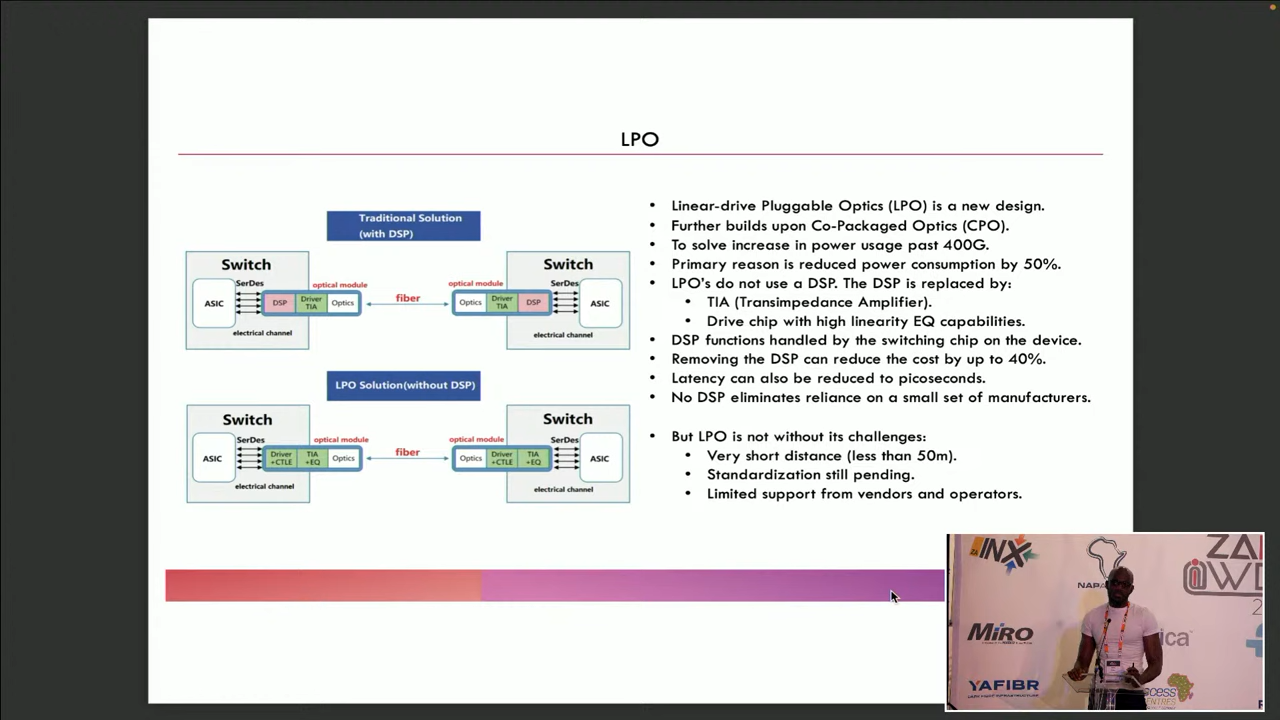 LPO
Traditional Solution
(with DSP)
Switch
Switch
SerDes
optical module
optical module
SerDes
ASIC
DSP
Driver
TIA
Optics
fiber
Optics
Driver
TIA
DSP
ASIC
electrical channel
electrical channel
LPO Solution(without DSP)
Switch
Switch
SerDes
optical module
optical module
SerDes
ASIC
Driver
+CTLE
TIA
+EQ
Optics
fiber
Optics
Driver
+CTLE
TIA
+EQ
ASIC
electrical channel
electrical channel
• Linear-drive Pluggable Optics (LPO) is a new design.
• Further builds upon Co-Packaged Optics (CPO).
• To solve increase in power usage past 400G.
• Primary reason is reduced power consumption by 50%.
• LPO's do not use a DSP. The DSP is replaced by:
• TIA (Transimpedance Amplifier).
• Drive chip with high linearity EQ capabilities.
• DSP functions handled by the switching chip on the device.
• Removing the DSP can reduce the cost by up to 40%.
• Latency can also be reduced to picoseconds.
• No DSP eliminates reliance on a small set of manufacturers.
• But LPO is not without its challenges:
• Very short distance (less than 50m).
• Standardization still pending.
• Limited support from vendors and operators.
INX
NAP
MiRO
YAFIBR